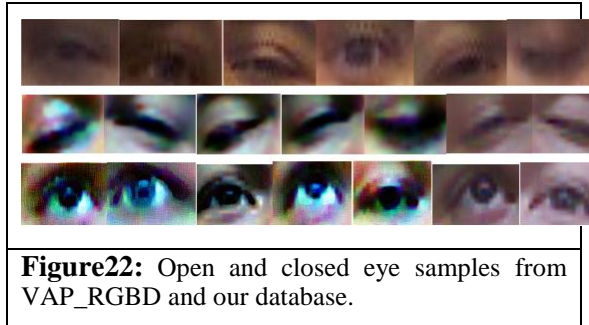 Figure22: Open and closed eye samples from
VAP_RGBD and our database.